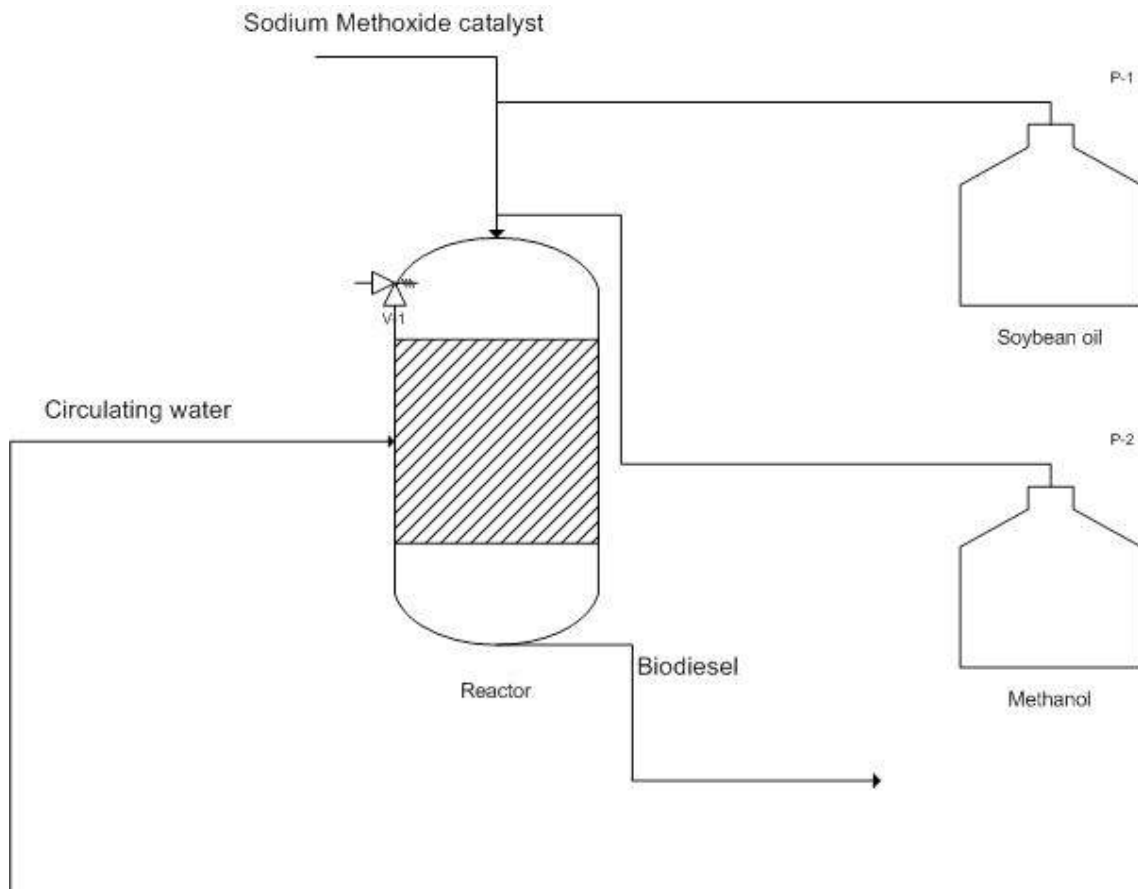 Sodium Methoxide catalyst
P-1
V-1
Soybean oil
Circulating water
P-2
Biodiesel
Reactor
Methanol